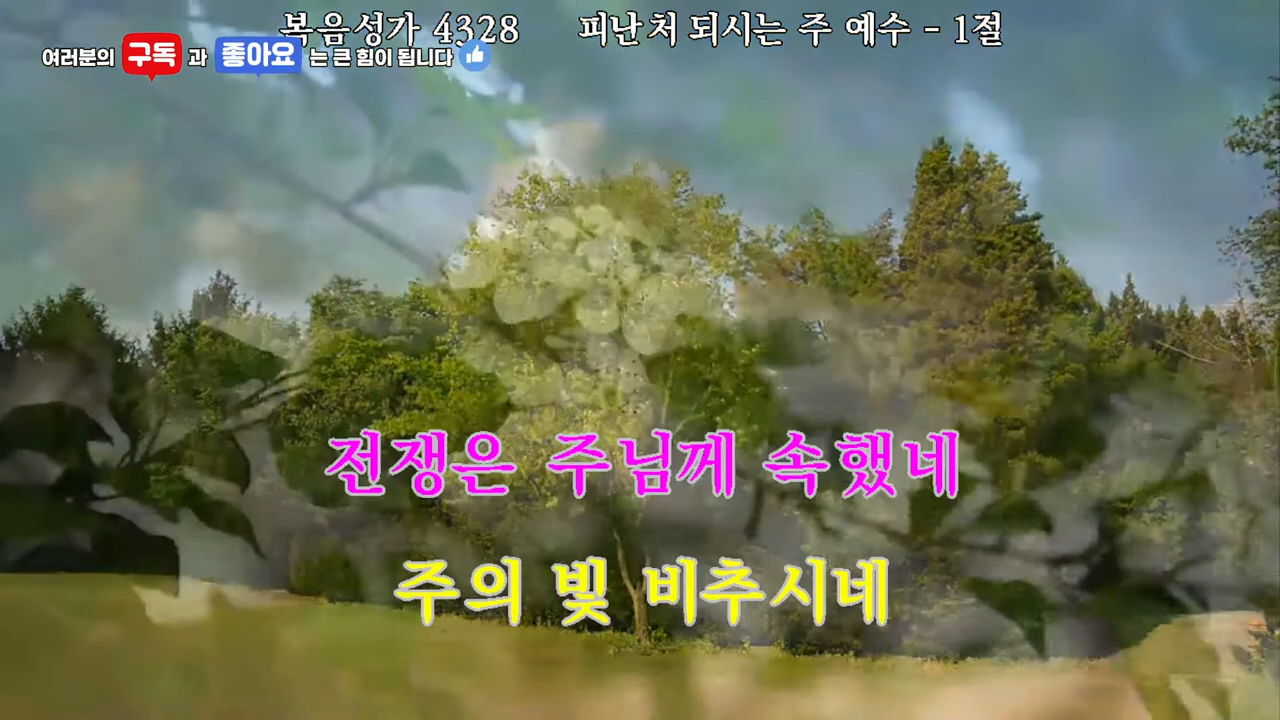 복음성가 4328 피난처 되시는 주 예수 - 1절
여러분의 구독 과 좋아요 는 큰 힘이 됩니다
전쟁은 주님께 속했네
주의 빛 비추시네